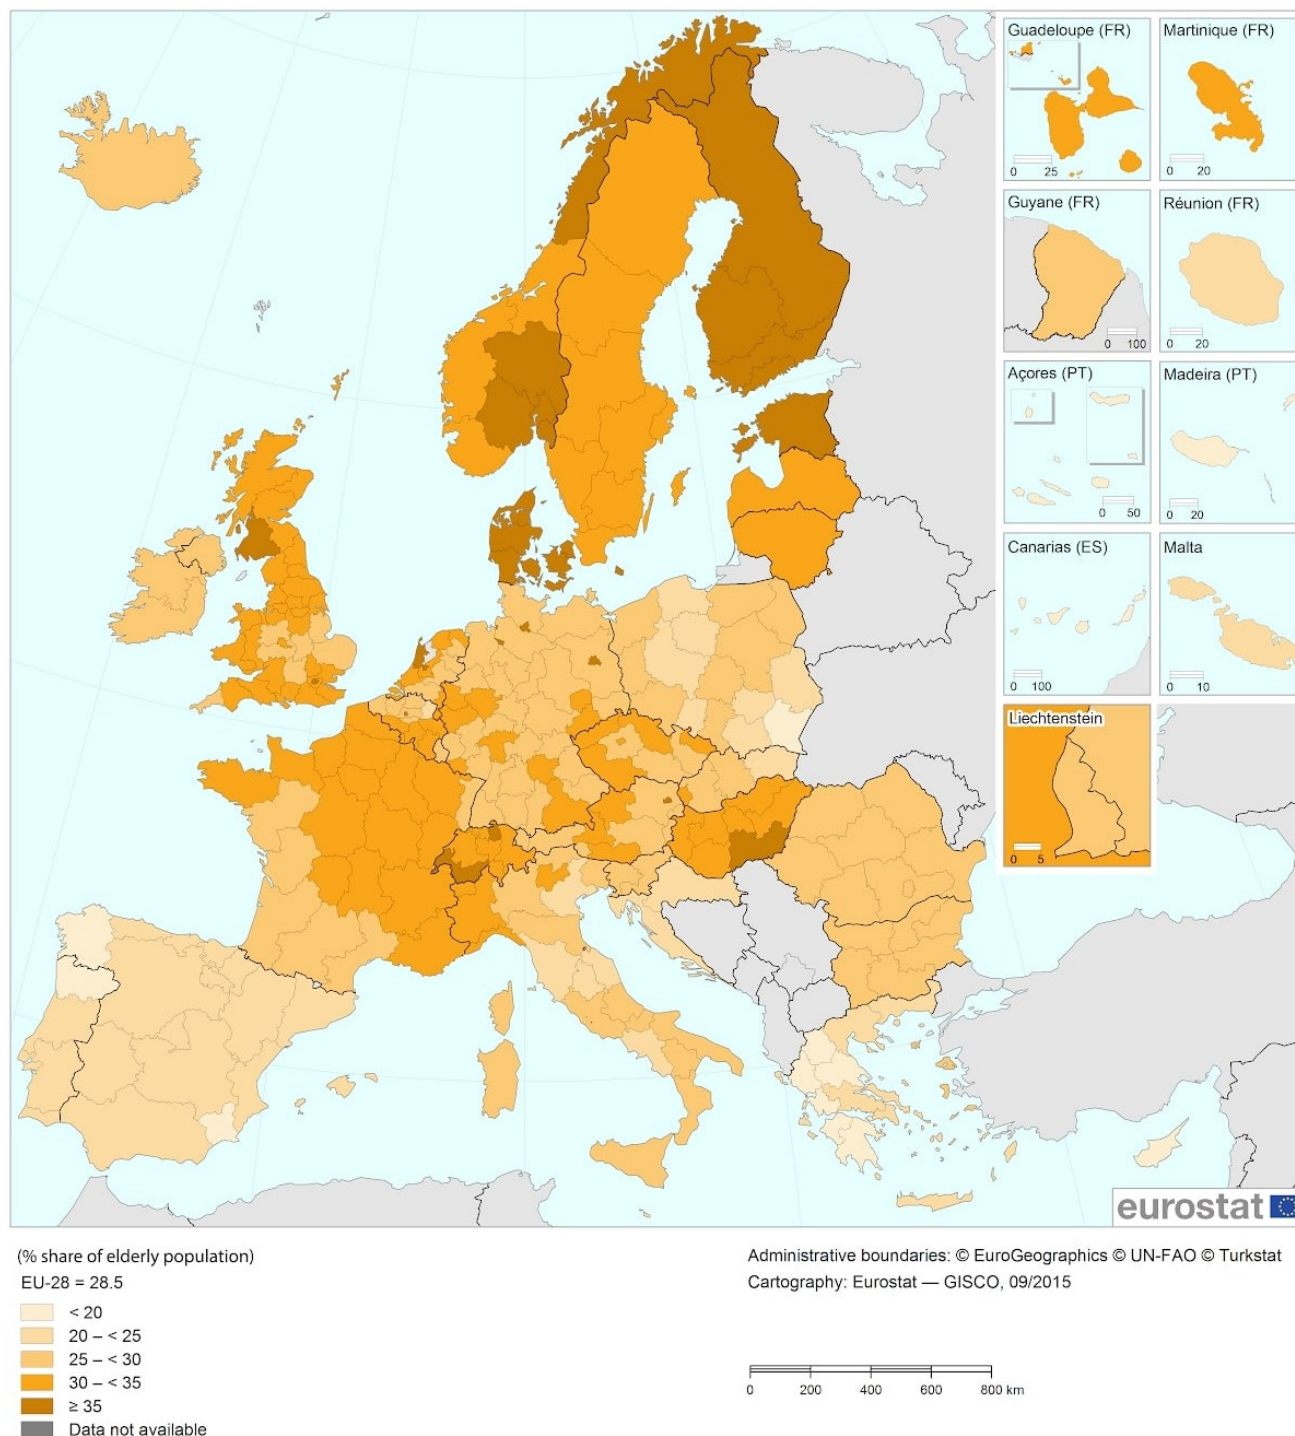 Guadeloupe (FR)
0 25
Martinique (FR)
0 20
Guyane (FR)
0 100
Réunion (FR)
0 20
Açores (PT)
0 50
Madeira (PT)
0 20
Canarias (ES)
0 100
Malta
0 10
Liechtenstein
0 5
eurostat
(% share of elderly population)
EU-28 = 28.5
< 20
20 – < 25
25 – < 30
30 – < 35
≥ 35
Data not available
Administrative boundaries: © EuroGeographics © UN-FAO © Turkstat
Cartography: Eurostat — GISCO, 09/2015
0 200 400 600 800 km